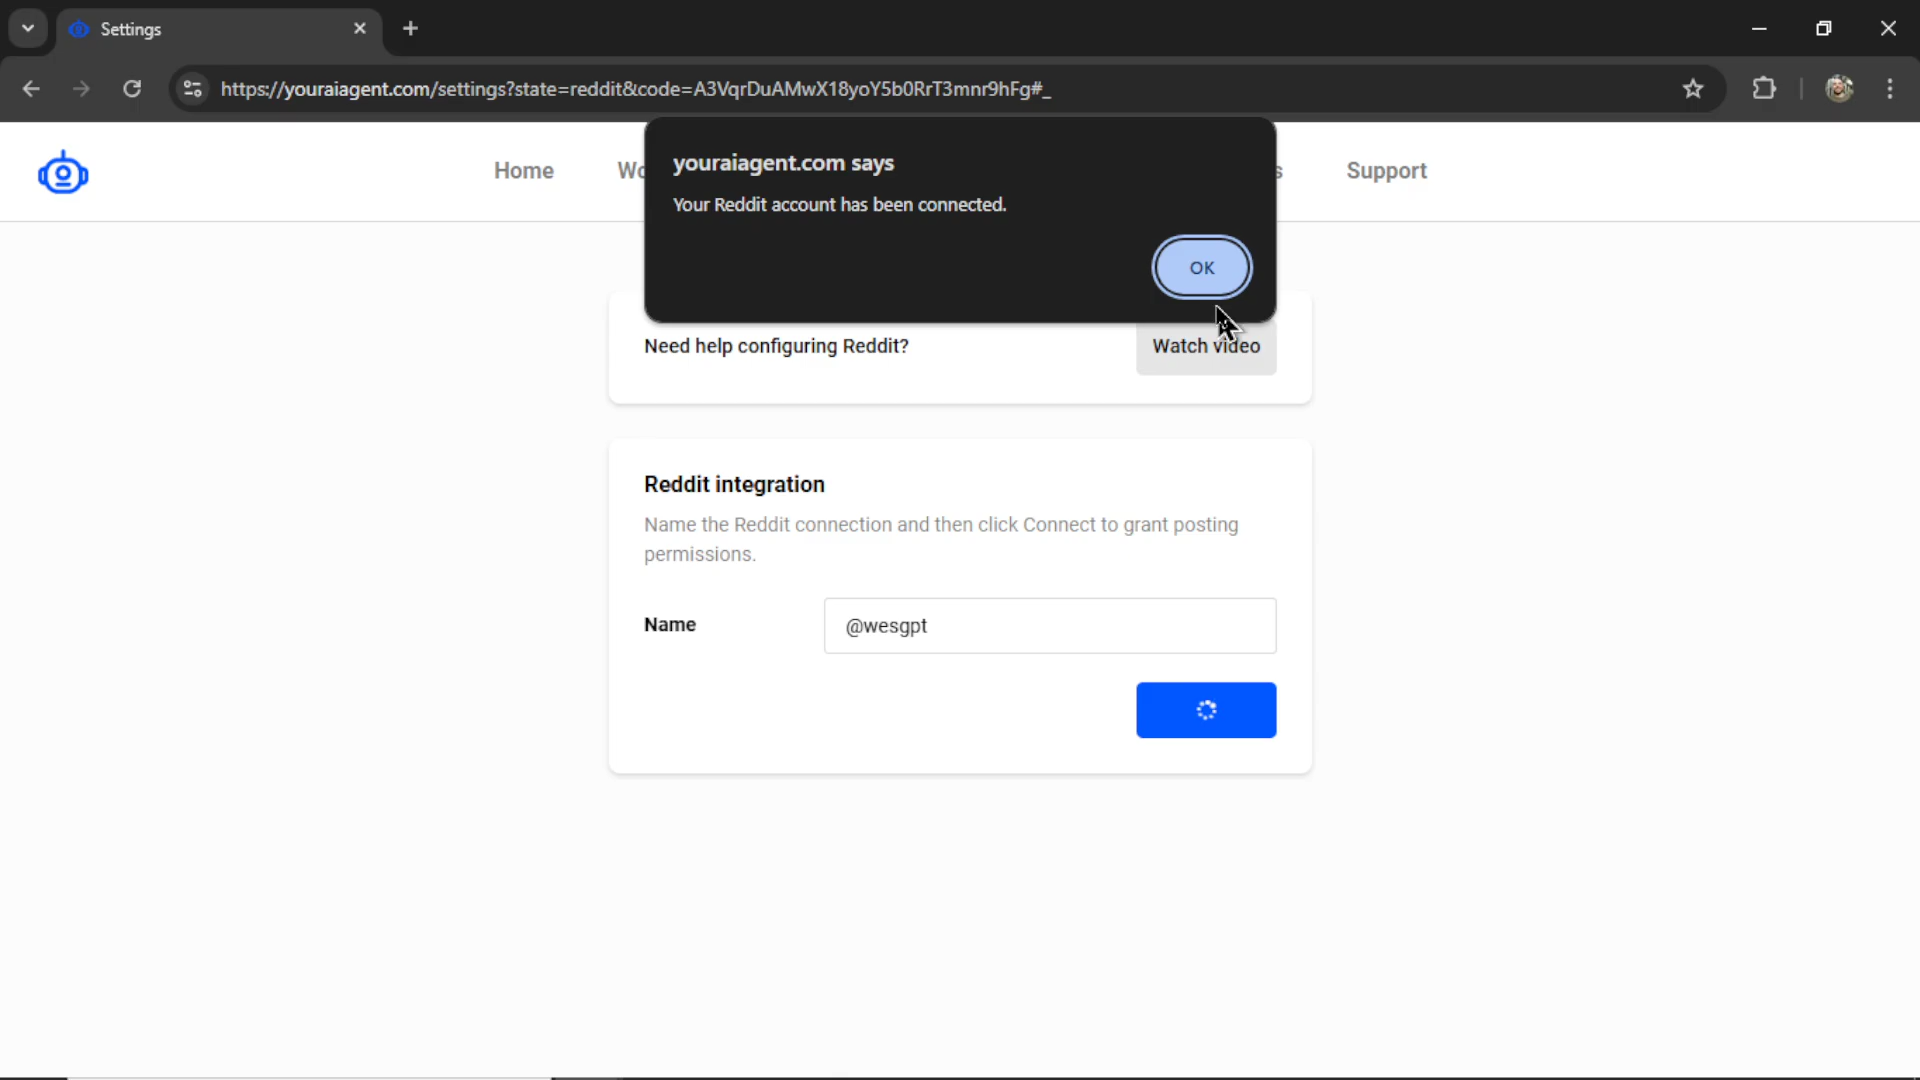 Settings
https://youraiagent.com/settings?state=reddit&code=A3VqrDuAMwX18yoY5b0RrT3mnr9hFg#_
Home Support
youraiagent.com says
Your Reddit account has been connected.
OK
Need help configuring Reddit? Watch video
Reddit integration
Name the Reddit connection and then click Connect to grant posting
permissions.
Name @wesgpt